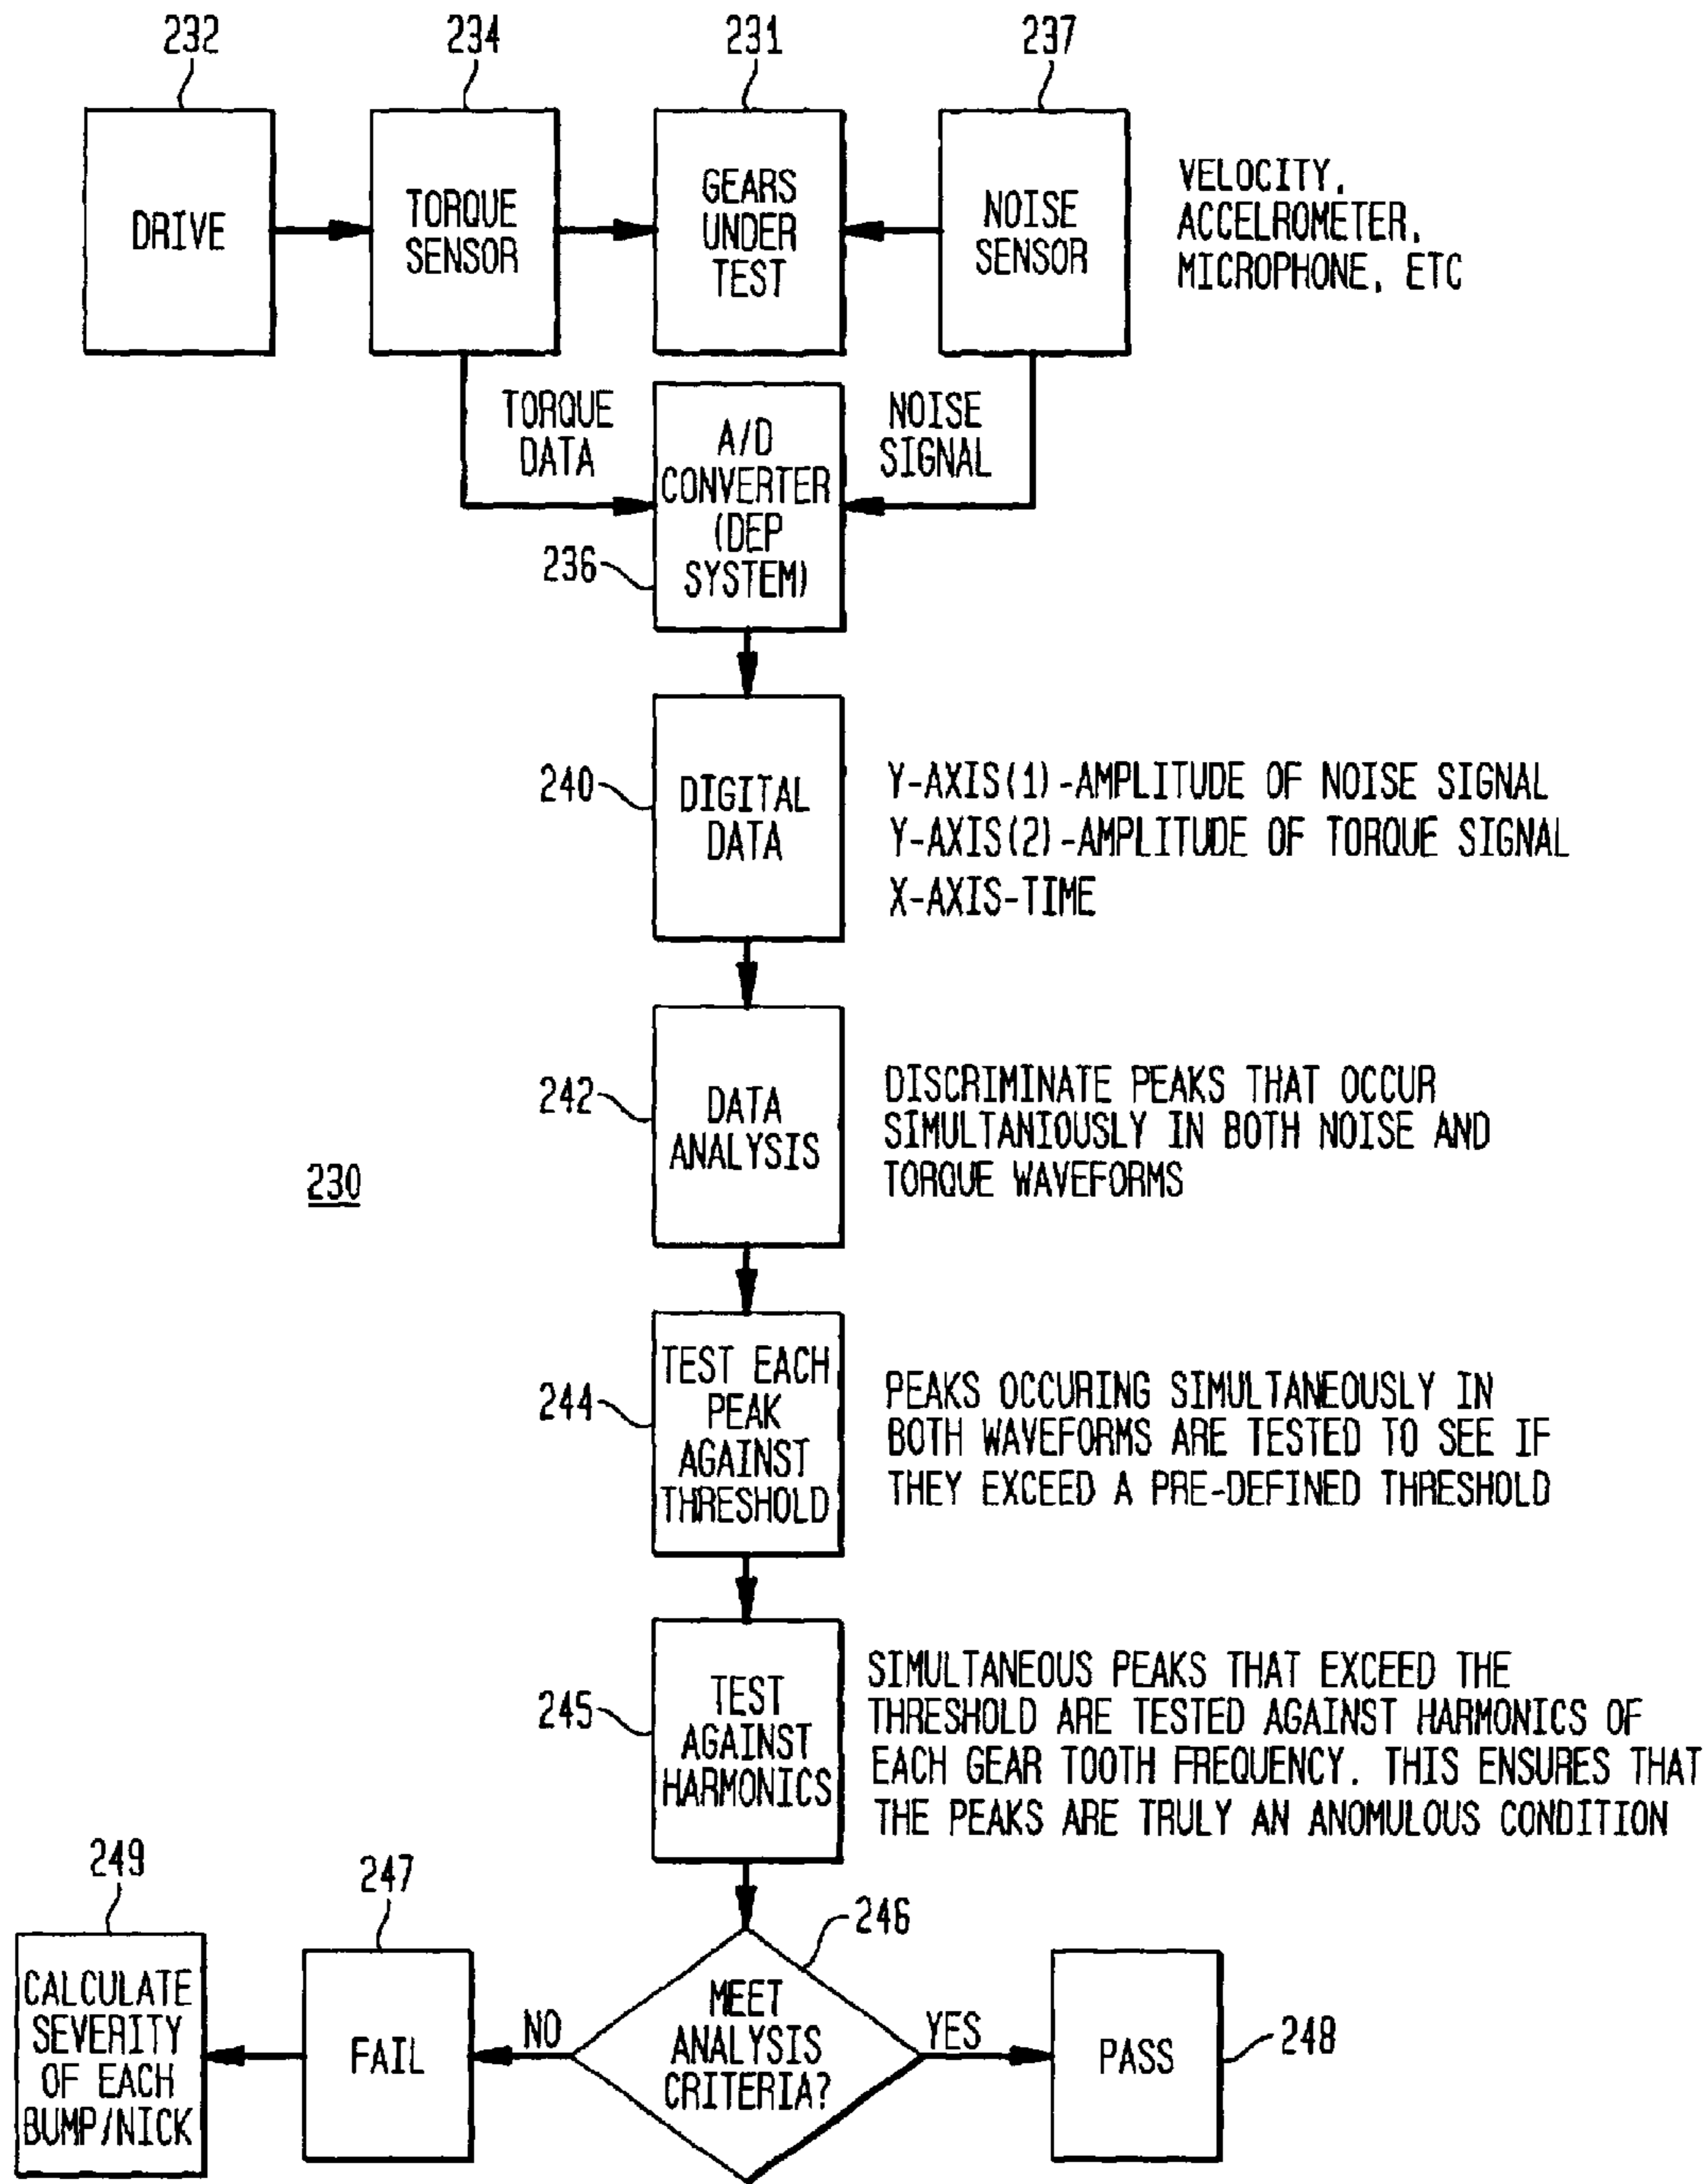 232
234
231
237
DRIVE
TORQUE
SENSOR
GEARS
UNDER
TEST
NOISE
SENSOR
VELOCITY,
ACCELROMETER,
MICROPHONE, ETC
TORQUE
DATA
A/D
CONVERTER
(DEP
SYSTEM)
NOISE
SIGNAL
236
240
DIGITAL
DATA
Y-AXIS(1)-AMPLITUDE OF NOISE SIGNAL
Y-AXIS(2)-AMPLITUDE OF TORQUE SIGNAL
X-AXIS-TIME
242
DATA
ANALYSIS
DISCRIMINATE PEAKS THAT OCCUR
SIMULTANIOUSLY IN BOTH NOISE AND
TORQUE WAVEFORMS
230
244
TEST EACH
PEAK
AGAINST
THRESHOLD
PEAKS OCCURING SIMULTANEOUSLY IN
BOTH WAVEFORMS ARE TESTED TO SEE IF
THEY EXCEED A PRE-DEFINED THRESHOLD
245
TEST
AGAINST
HARMONICS
SIMULTANEOUS PEAKS THAT EXCEED THE
THRESHOLD ARE TESTED AGAINST HARMONICS OF
EACH GEAR TOOTH FREQUENCY. THIS ENSURES THAT
THE PEAKS ARE TRULY AN ANOMULOUS CONDITION
249
247
246
CALCULATE
SEVERITY
OF EACH
BUMP/NICK
FAIL
NO
MEET
ANALYSIS
CRITERIA?
YES
PASS
248